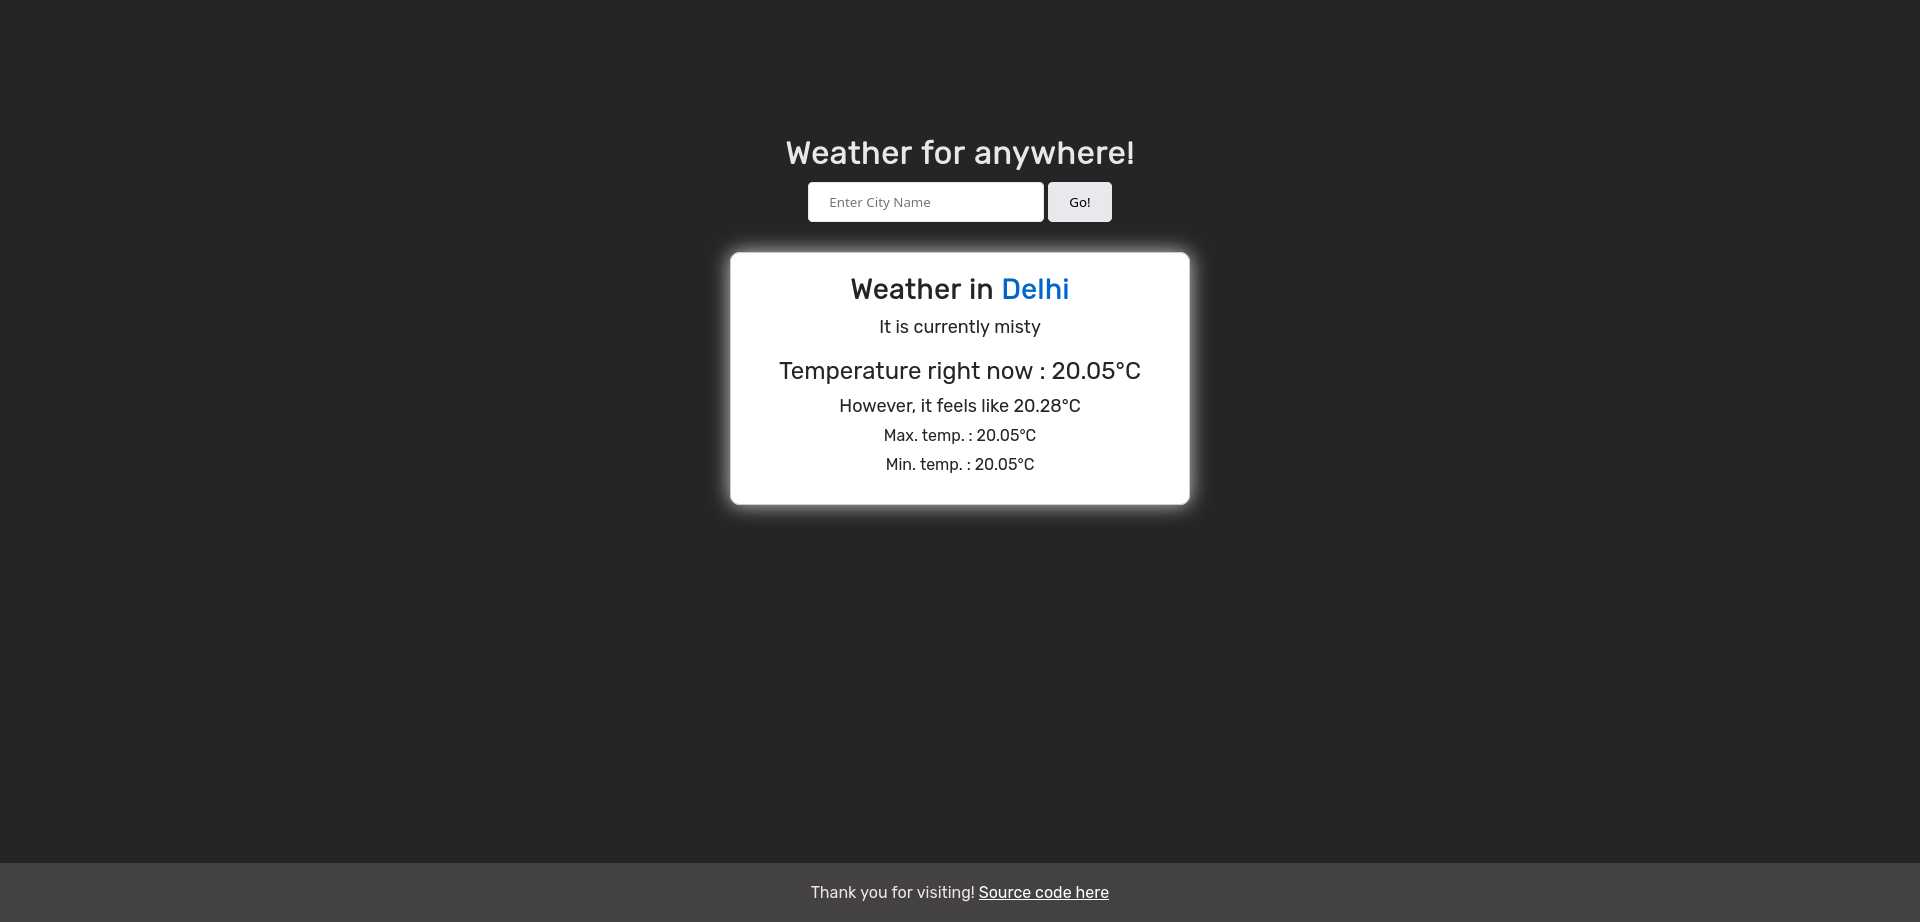 Weather for anywhere!
Enter City Name Go!
Weather in Delhi
It is currently misty
Temperature right now : 20.05°C
However, it feels like 20.28°C
Max. temp. : 20.05°C
Min. temp. : 20.05°C
Thank you for visiting! Source code here